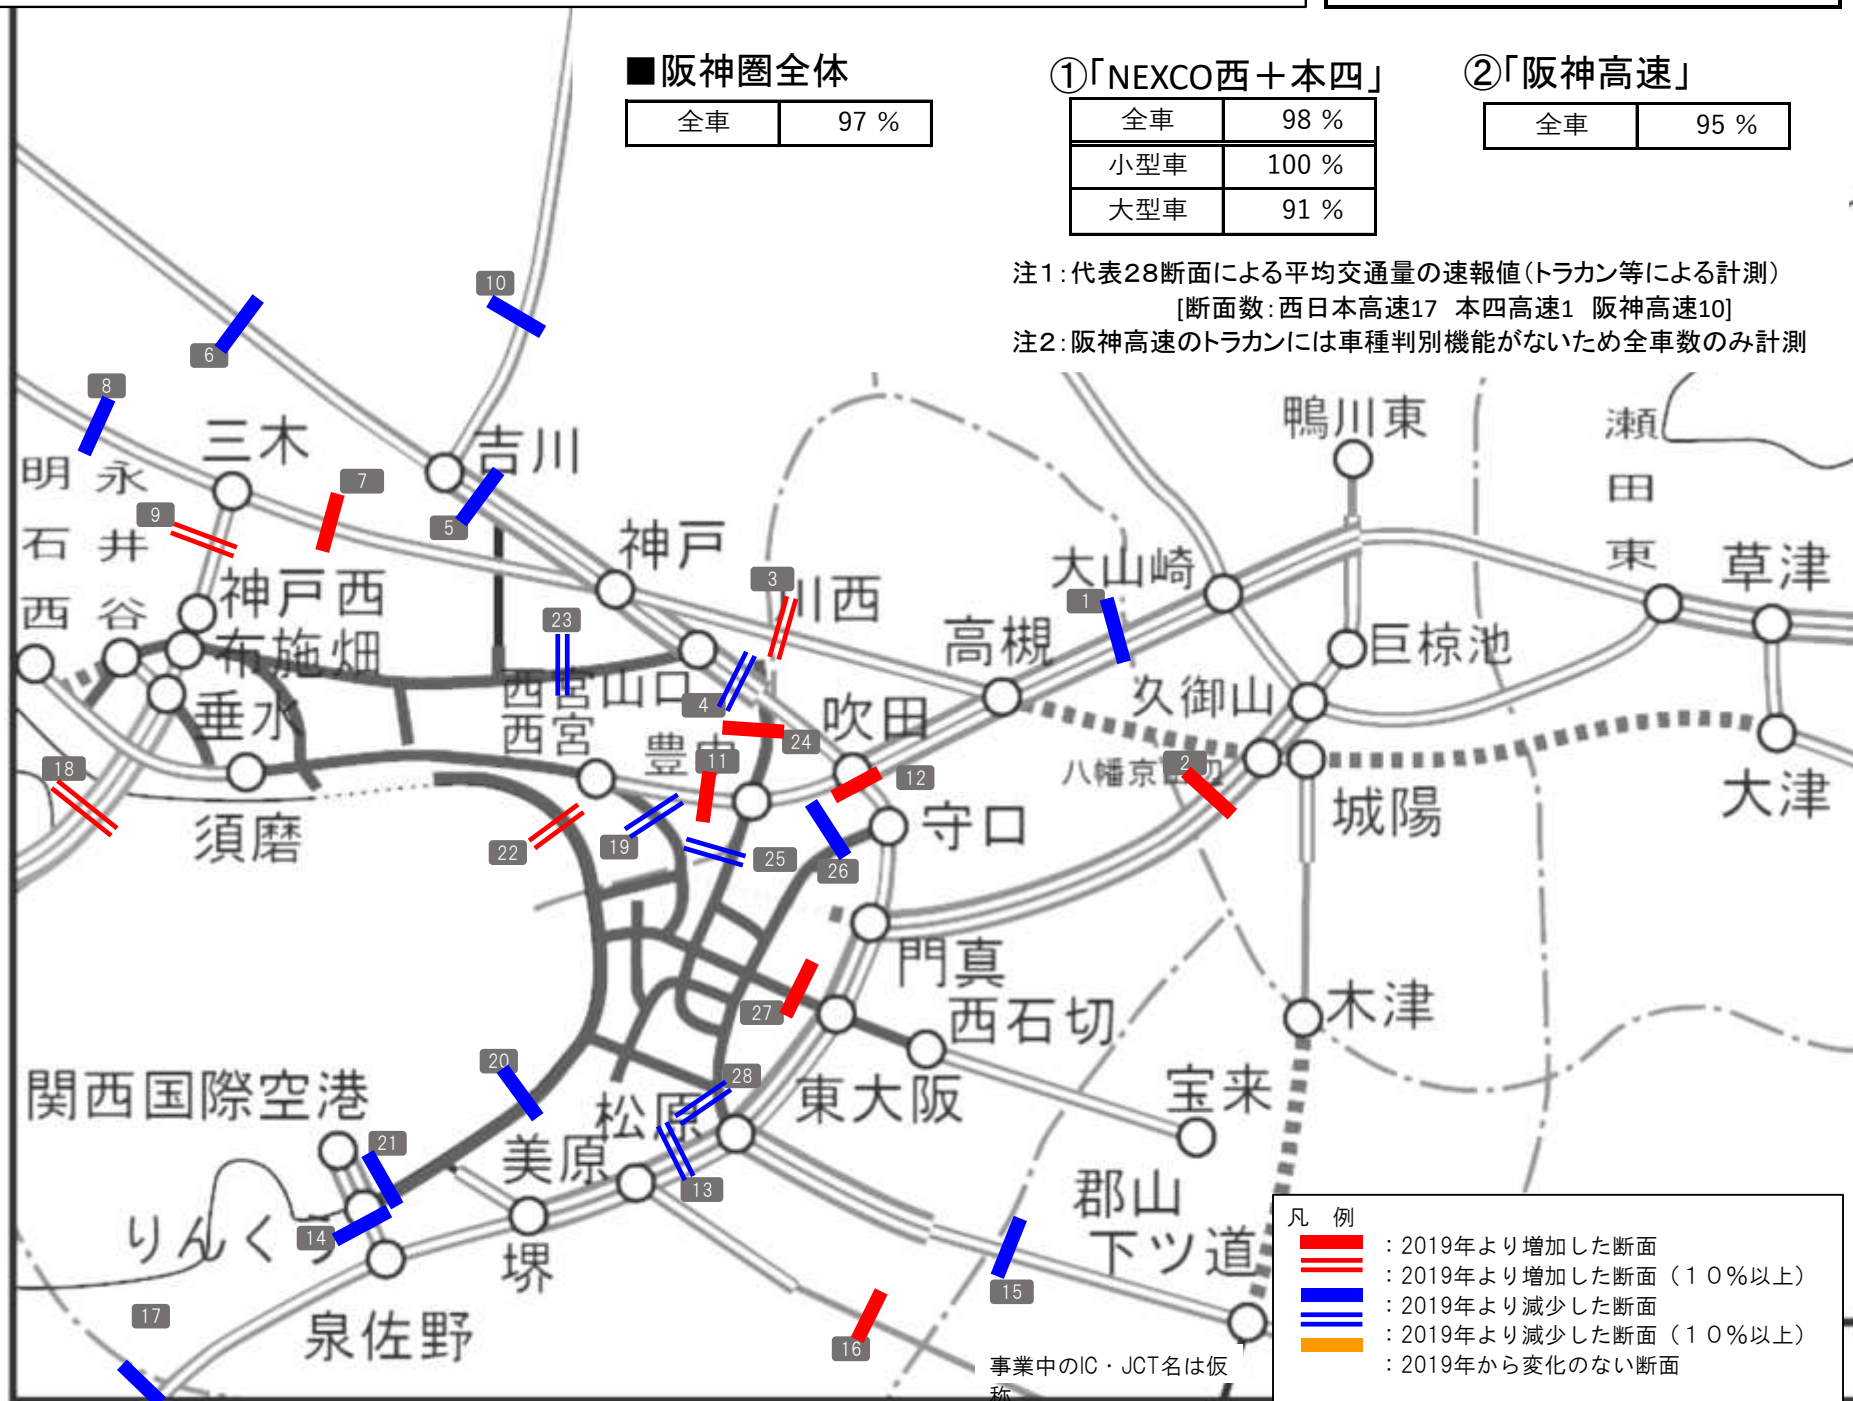 ■阪神圏全体
全車 97 %
①「NEXCO西＋本四」
全車 98 %
小型車 100 %
大型車 91 %
②「阪神高速」
全車 95 %
注１：代表２８断面による平均交通量の速報値（トラカン等による計測）
[断面数：西日本高速17 本四高速1 阪神高速10]
注２：阪神高速のトラカンには車種判別機能がないため全車数のみ計測
10
6
8
三木
吉川
鴨川東
瀬田東
明石西
永井谷
7
9
5
神戸
神戸西
布施畑
3
川西
大山崎
1
草津
23
高槻
巨椋池
西宮山口
西宮
4
吹田
久御山
垂水
豊中
24
11
12
18
八幡京田辺
2
城陽
大津
須磨
22
19
25
守口
26
門真
27
西石切
木津
20
28
関西国際空港
松原
東大阪
宝来
21
美原
13
郡山
下ツ道
りんくう
14
堺
15
17
泉佐野
16
事業中のIC・JCT名は仮
称
凡 例
：2019年より増加した断面
：2019年より増加した断面（１０％以上）
：2019年より減少した断面
：2019年より減少した断面（１０％以上）
：2019年から変化のない断面